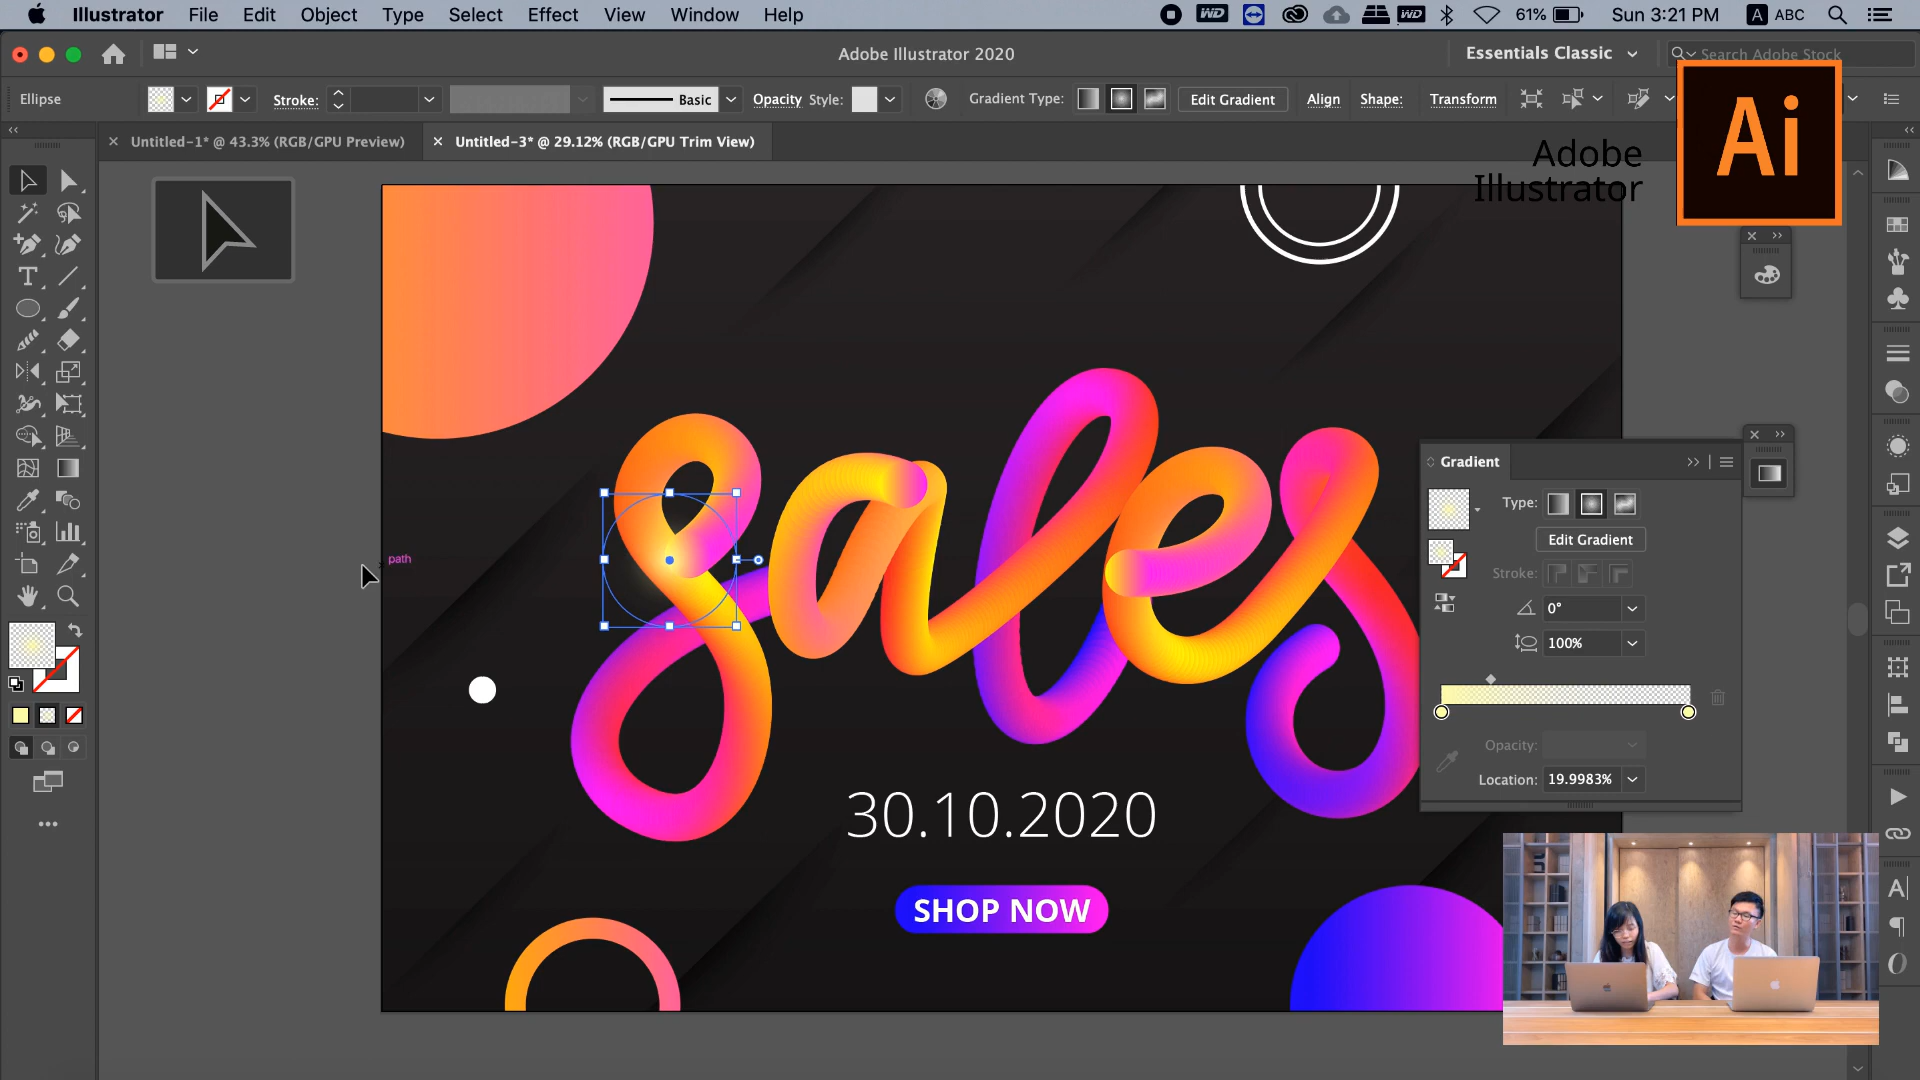 Illustrator File Edit Object Type Select Effect View Window Help
WD WD 61% Sun 3:21 PM A ABC
Adobe Illustrator 2020
Essentials Classic
Search Adobe Stock
Ellipse Stroke: Basic Opacity Style: Gradient Type: Edit Gradient Align Shape: Transform
Untitled-1* @ 43.3% (RGB/GPU Preview)
Untitled-3* @ 29.12% (RGB/GPU Trim View)
Adobe
Illustrator
Ai
path
sales
30.10.2020
SHOP NOW
Gradient
Type:
Edit Gradient
Stroke:
0°
100%
Opacity:
Location: 19.9983%